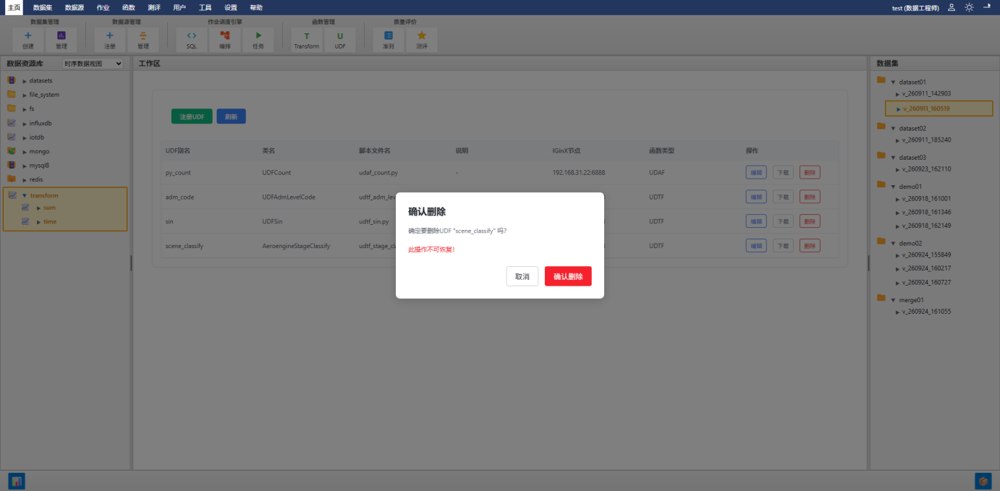 主页 数据集 数据源 作业 函数 测评 用户 工具 设置 帮助 test (数据工程师)
数据集管理 数据源管理 作业调度引擎 函数管理 质量评价
创建 管理 注册 管理 SQL 编排 任务 Transform UDF 准则 测评
数据资源库 时序数据视图 工作区 数据集
datasets
file_system
fs
influxdb
iotdb
mongo
mysql8
redis
transform
sum
time
注册UDF 刷新
UDF别名 类名 脚本文件名 说明 IGinX节点 函数类型 操作
py_count UDFCount udaf_count.py - 192.168.31.22:6888 UDAF 编辑 下载 删除
adm_code UDFAdmLevelCode UDTF 编辑 下载 删除
sin UDFSin udtf_sin.py UDTF 编辑 下载 删除
scene_classify AeroengineStageClassify UDTF 编辑 下载 删除
确认删除
确定要删除UDF "scene_classify" 吗?
此操作不可恢复!
取消 确认删除
dataset01
v_260911_142903
v_260911_160519
dataset02
v_260911_185240
dataset03
v_260923_162110
demo01
v_260918_161001
v_260918_161346
v_260918_162149
demo02
v_260924_155849
v_260924_160217
v_260924_160727
merge01
v_260924_161055